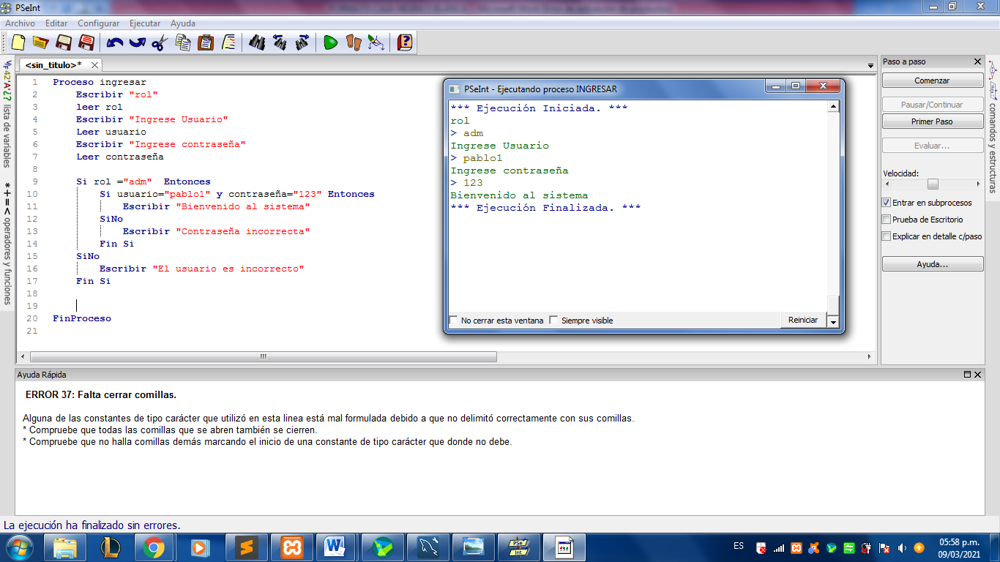 PSeInt
Archivo Editar Configurar Ejecutar Ayuda
<sin_titulo>*
1 Proceso ingresar
2 Escribir "rol"
3 leer rol
4 Escribir "Ingrese Usuario"
5 Leer usuario
6 Escribir "Ingrese contraseña"
7 Leer contraseña
8
9 Si rol ="adm" Entonces
10 Si usuario="pablo1" y contraseña="123" Entonces
11 Escribir "Bienvenido al sistema"
12 SiNo
13 Escribir "Contraseña incorrecta"
14 Fin Si
15 SiNo
16 Escribir "El usuario es incorrecto"
17 Fin Si
18
19
20 FinProceso
21
lista de variables
*+=< operadores y funciones
PSeInt - Ejecutando proceso INGRESAR
*** Ejecución Iniciada. ***
rol
> adm
Ingrese Usuario
> pablo1
Ingrese contraseña
> 123
Bienvenido al sistema
*** Ejecución Finalizada. ***
No cerrar esta ventana Siempre visible Reiniciar
Paso a paso
Comenzar
Pausar/Continuar
Primer Paso
Evaluar...
Velocidad:
Entrar en subprocesos
Prueba de Escritorio
Explicar en detalle c/paso
Ayuda...
comandos y estructuras
Ayuda Rápida
ERROR 37: Falta cerrar comillas.
Alguna de las constantes de tipo carácter que utilizó en esta linea está mal formulada debido a que no delimitó correctamente con sus comillas.
* Compruebe que todas las comillas que se abren también se cierren.
* Compruebe que no halla comillas demás marcando el inicio de una constante de tipo carácter que donde no debe.
La ejecución ha finalizado sin errores.
ES
05:58 p.m.
09/03/2021